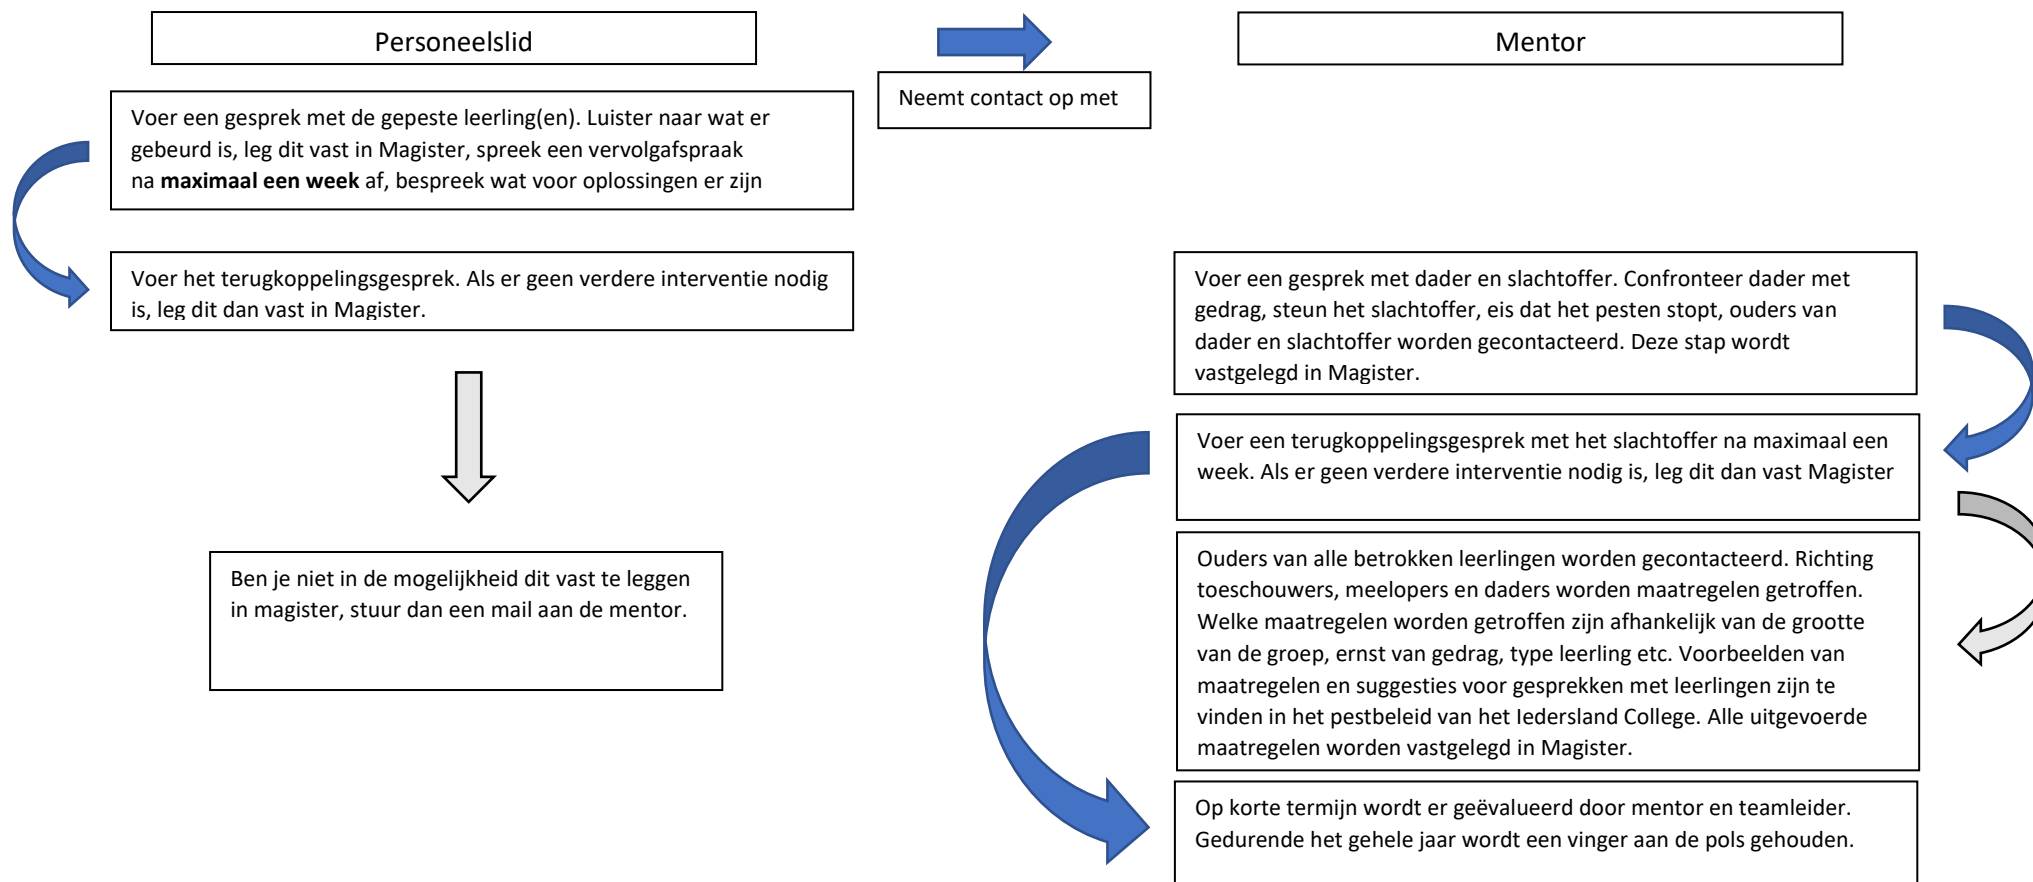 Personeelslid
Neemt contact op met
Mentor
Voer een gesprek met de gepeste leerling(en). Luister naar wat er
gebeurd is, leg dit vast in Magister, spreek een vervolgafspraak
na maximaal een week af, bespreek wat voor oplossingen er zijn
Voer het terugkoppelingsgesprek. Als er geen verdere interventie nodig
is, leg dit dan vast in Magister.
Ben je niet in de mogelijkheid dit vast te leggen
in magister, stuur dan een mail aan de mentor.
Voer een gesprek met dader en slachtoffer. Confronteer dader met
gedrag, steun het slachtoffer, eis dat het pesten stopt, ouders van
dader en slachtoffer worden gecontacteerd. Deze stap wordt
vastgelegd in Magister.
Voer een terugkoppelingsgesprek met het slachtoffer na maximaal een
week. Als er geen verdere interventie nodig is, leg dit dan vast Magister
Ouders van alle betrokken leerlingen worden gecontacteerd. Richting
toeschouwers, meelopers en daders worden maatregelen getroffen.
Welke maatregelen worden getroffen zijn afhankelijk van de grootte
van de groep, ernst van gedrag, type leerling etc. Voorbeelden van
maatregelen en suggesties voor gesprekken met leerlingen zijn te
vinden in het pestbeleid van het Iedersland College. Alle uitgevoerde
maatregelen worden vastgelegd in Magister.
Op korte termijn wordt er geëvalueerd door mentor en teamleider.
Gedurende het gehele jaar wordt een vinger aan de pols gehouden.